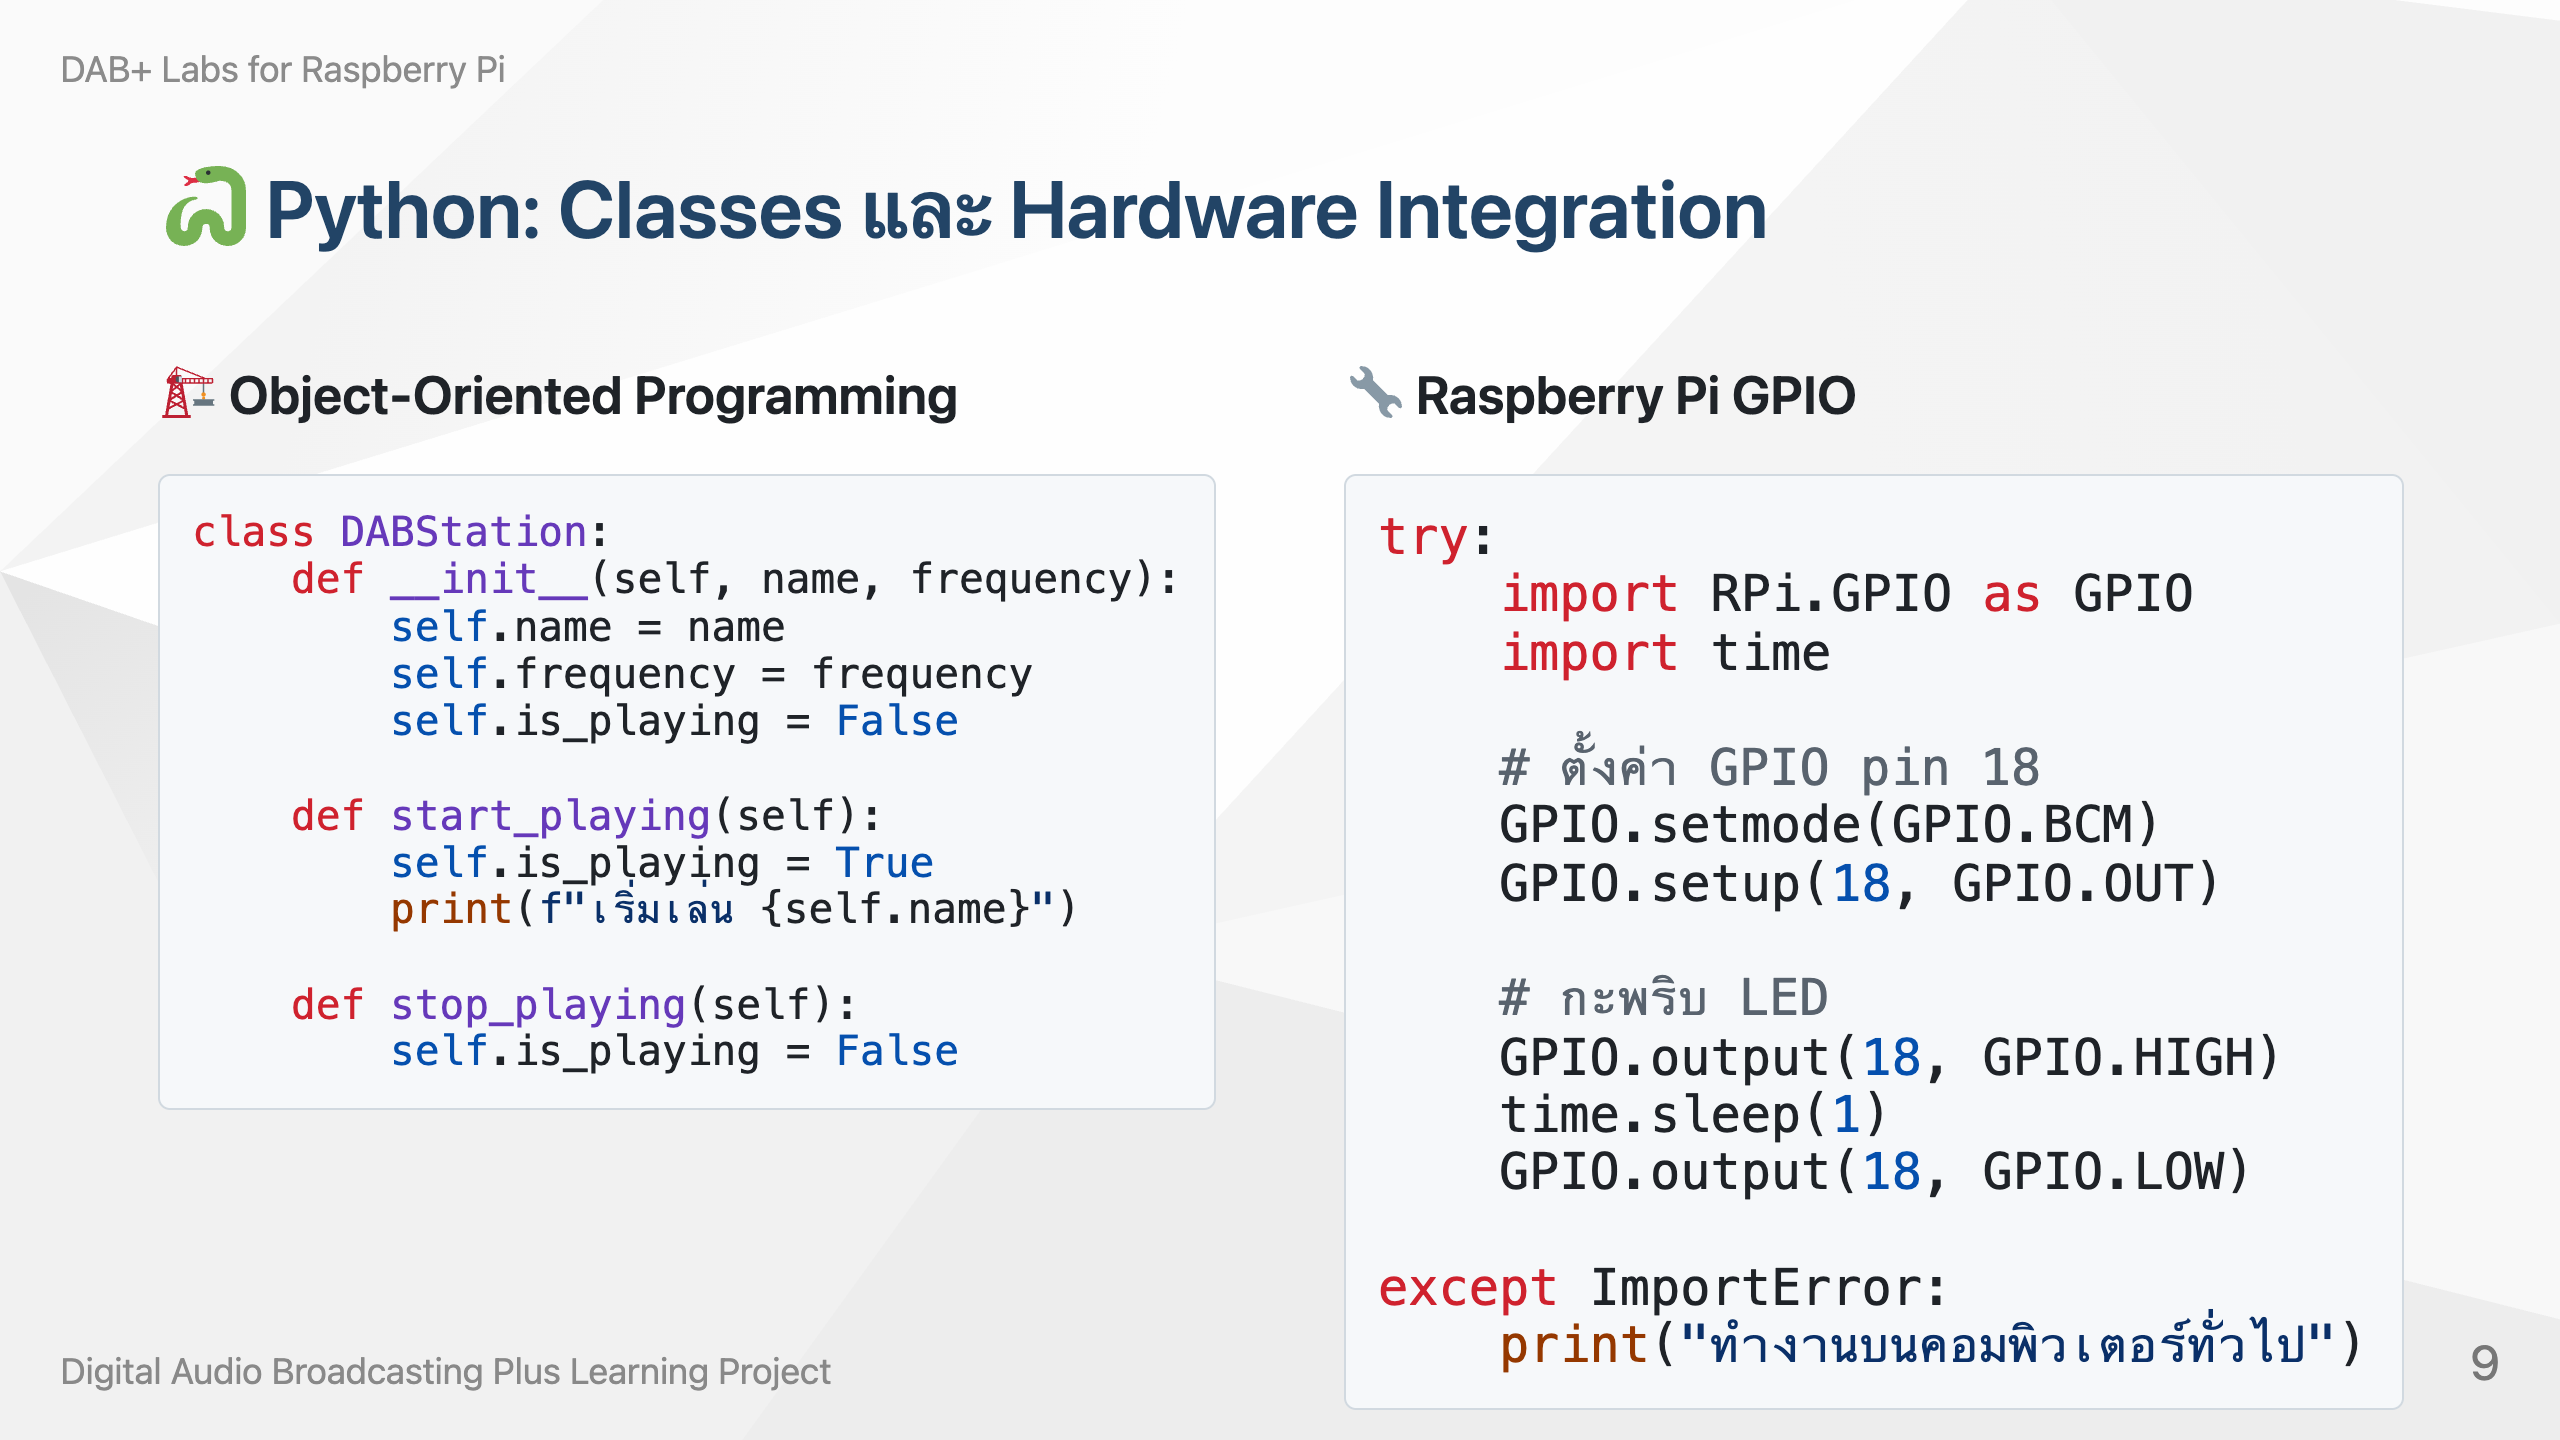 DAB+ Labs for Raspberry Pi
🐍 Python: Classes และ Hardware Integration
🏗️ Object-Oriented Programming
class DABStation:
    def __init__(self, name, frequency):
        self.name = name
        self.frequency = frequency
        self.is_playing = False

    def start_playing(self):
        self.is_playing = True
        print(f"เริ่มเล่น {self.name}")

    def stop_playing(self):
        self.is_playing = False
🔧 Raspberry Pi GPIO
try:
    import RPi.GPIO as GPIO
    import time

    # ตั้งค่า GPIO pin 18
    GPIO.setmode(GPIO.BCM)
    GPIO.setup(18, GPIO.OUT)

    # กะพริบ LED
    GPIO.output(18, GPIO.HIGH)
    time.sleep(1)
    GPIO.output(18, GPIO.LOW)

except ImportError:
    print("ทำงานบนคอมพิวเตอร์ทั่วไป")
Digital Audio Broadcasting Plus Learning Project
9